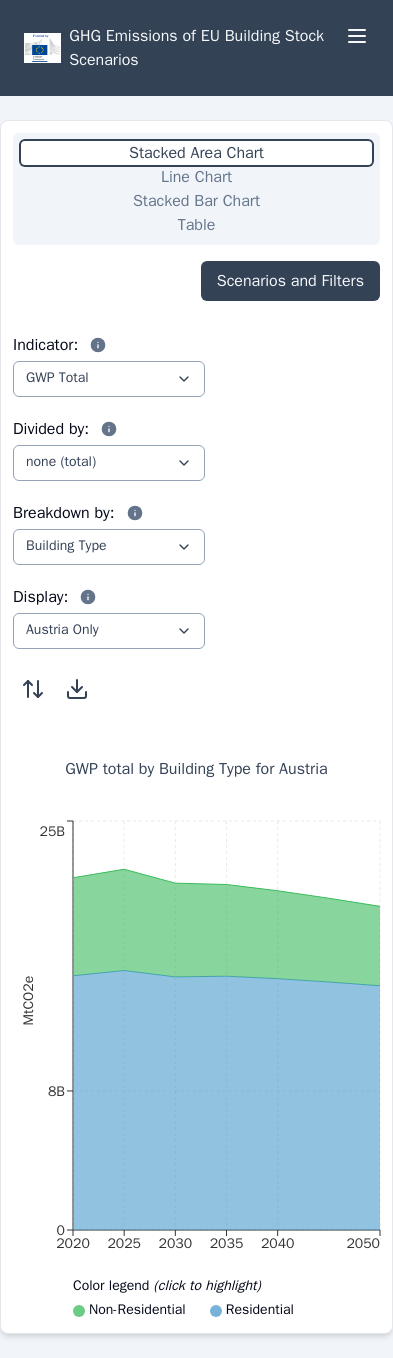 GHG Emissions of EU Building Stock
Scenarios
Stacked Area Chart
Line Chart
Stacked Bar Chart
Table
Scenarios and Filters
Indicator:
GWP Total
Divided by:
none (total)
Breakdown by:
Building Type
Display:
Austria Only
GWP total by Building Type for Austria
25B
MtCO2e
8B
0
2020 2025 2030 2035 2040 2050
Color legend (click to highlight)
Non-Residential Residential